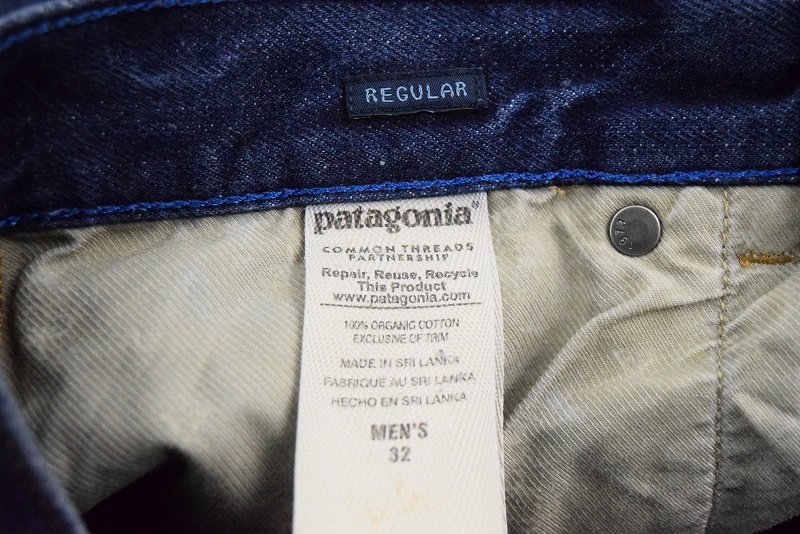 REGULAR
patagonia®
COMMON THREADS
PARTNERSHIP
Repair, Reuse, Recycle
This Product
www.patagonia.com
100% ORGANIC COTTON
EXCLUSIVE OF TRIM
MADE IN SRI LANKA
FABRIQUE AU SRI LANKA
HECHO EN SRI LANKA
MEN'S
32